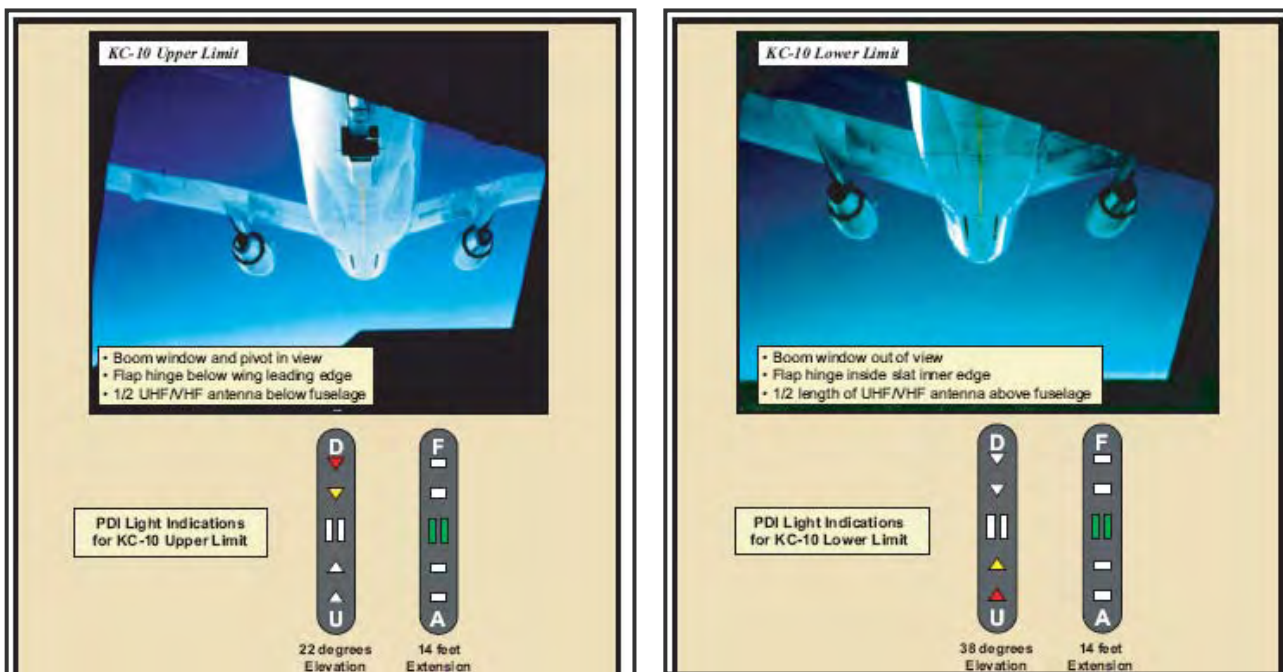 KC-10 Upper Limit
• Boom window and pivot in view
• Flap hinge below wing leading edge
• 1/2 UHF/VHF antenna below fuselage
PDI Light Indications
for KC-10 Upper Limit
D
U
22 degrees
Elevation
F
A
14 feet
Extension
KC-10 Lower Limit
• Boom window out of view
• Flap hinge inside slat inner edge
• 1/2 length of UHF/VHF antenna above fuselage
PDI Light Indications
for KC-10 Lower Limit
D
U
38 degrees
Elevation
F
A
14 feet
Extension